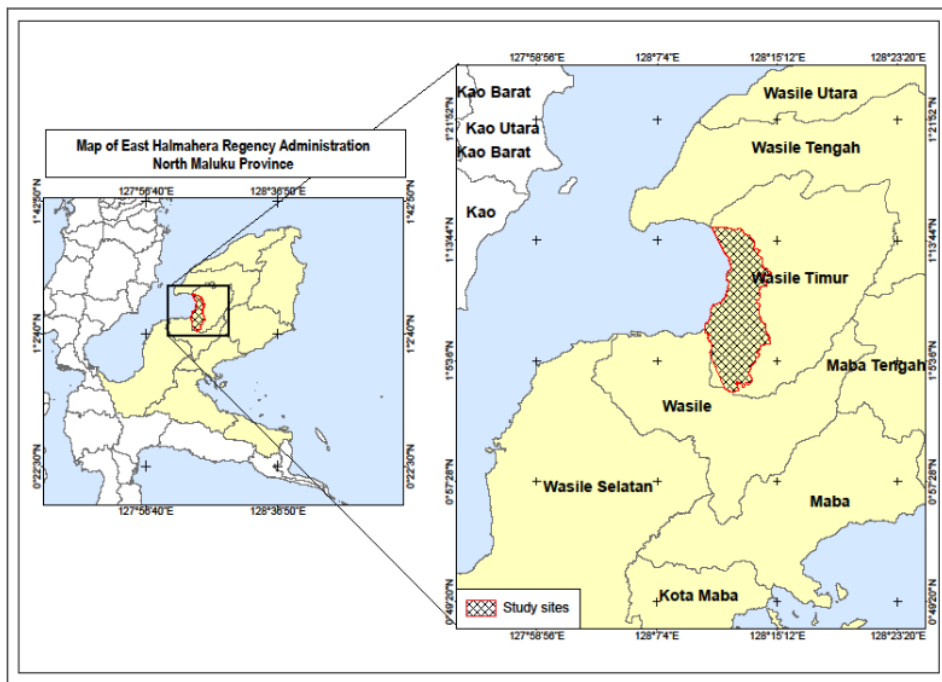 Map of East Halmahera Regency Administration
North Maluku Province
127°56'40"E 128°36'50"E
1°42'50"N 1°42'50"N
1°2'40"N 1°2'40"N
0°22'30"N 0°22'30"N
127°56'40"E 128°36'50"E
127°58'56"E 128°7'4"E 128°15'12"E 128°23'20"E
Kao Barat
Wasile Utara
1°21'52"N 1°21'52"N
Kao Utara
Wasile Tengah
Kao Barat
Kao
1°13'44"N 1°13'44"N
Wasile Timur
1°5'36"N 1°5'36"N
Maba Tengah
Wasile
0°57'28"N 0°57'28"N
Wasile Selatan
Maba
Kota Maba
0°49'20"N 0°49'20"N
Study sites
127°58'56"E 128°7'4"E 128°15'12"E 128°23'20"E